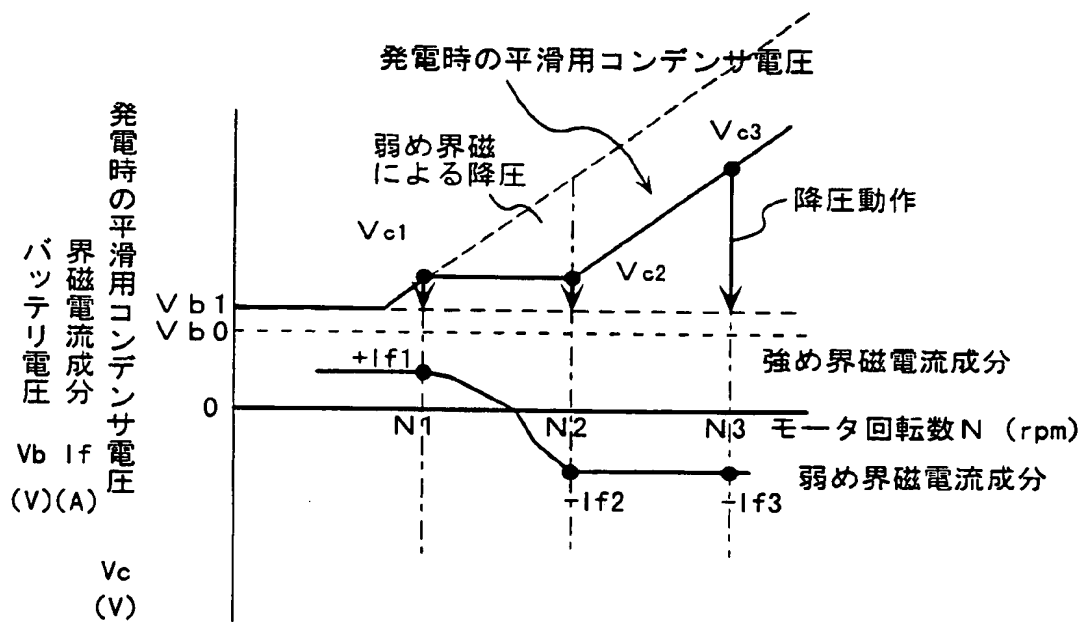 発電時の平滑用コンデンサ電圧
弱め界磁
による降圧
Vc3
降圧動作
Vc1
Vc2
発電時の平滑用コンデンサ電圧
界磁電流成分
バッテリ電圧
Vb1
Vb0
+If1
強め界磁電流成分
0
N1
N2
N3
モータ回転数N (rpm)
Vb If
(V)(A)
-If2
-If3
弱め界磁電流成分
Vc
(V)